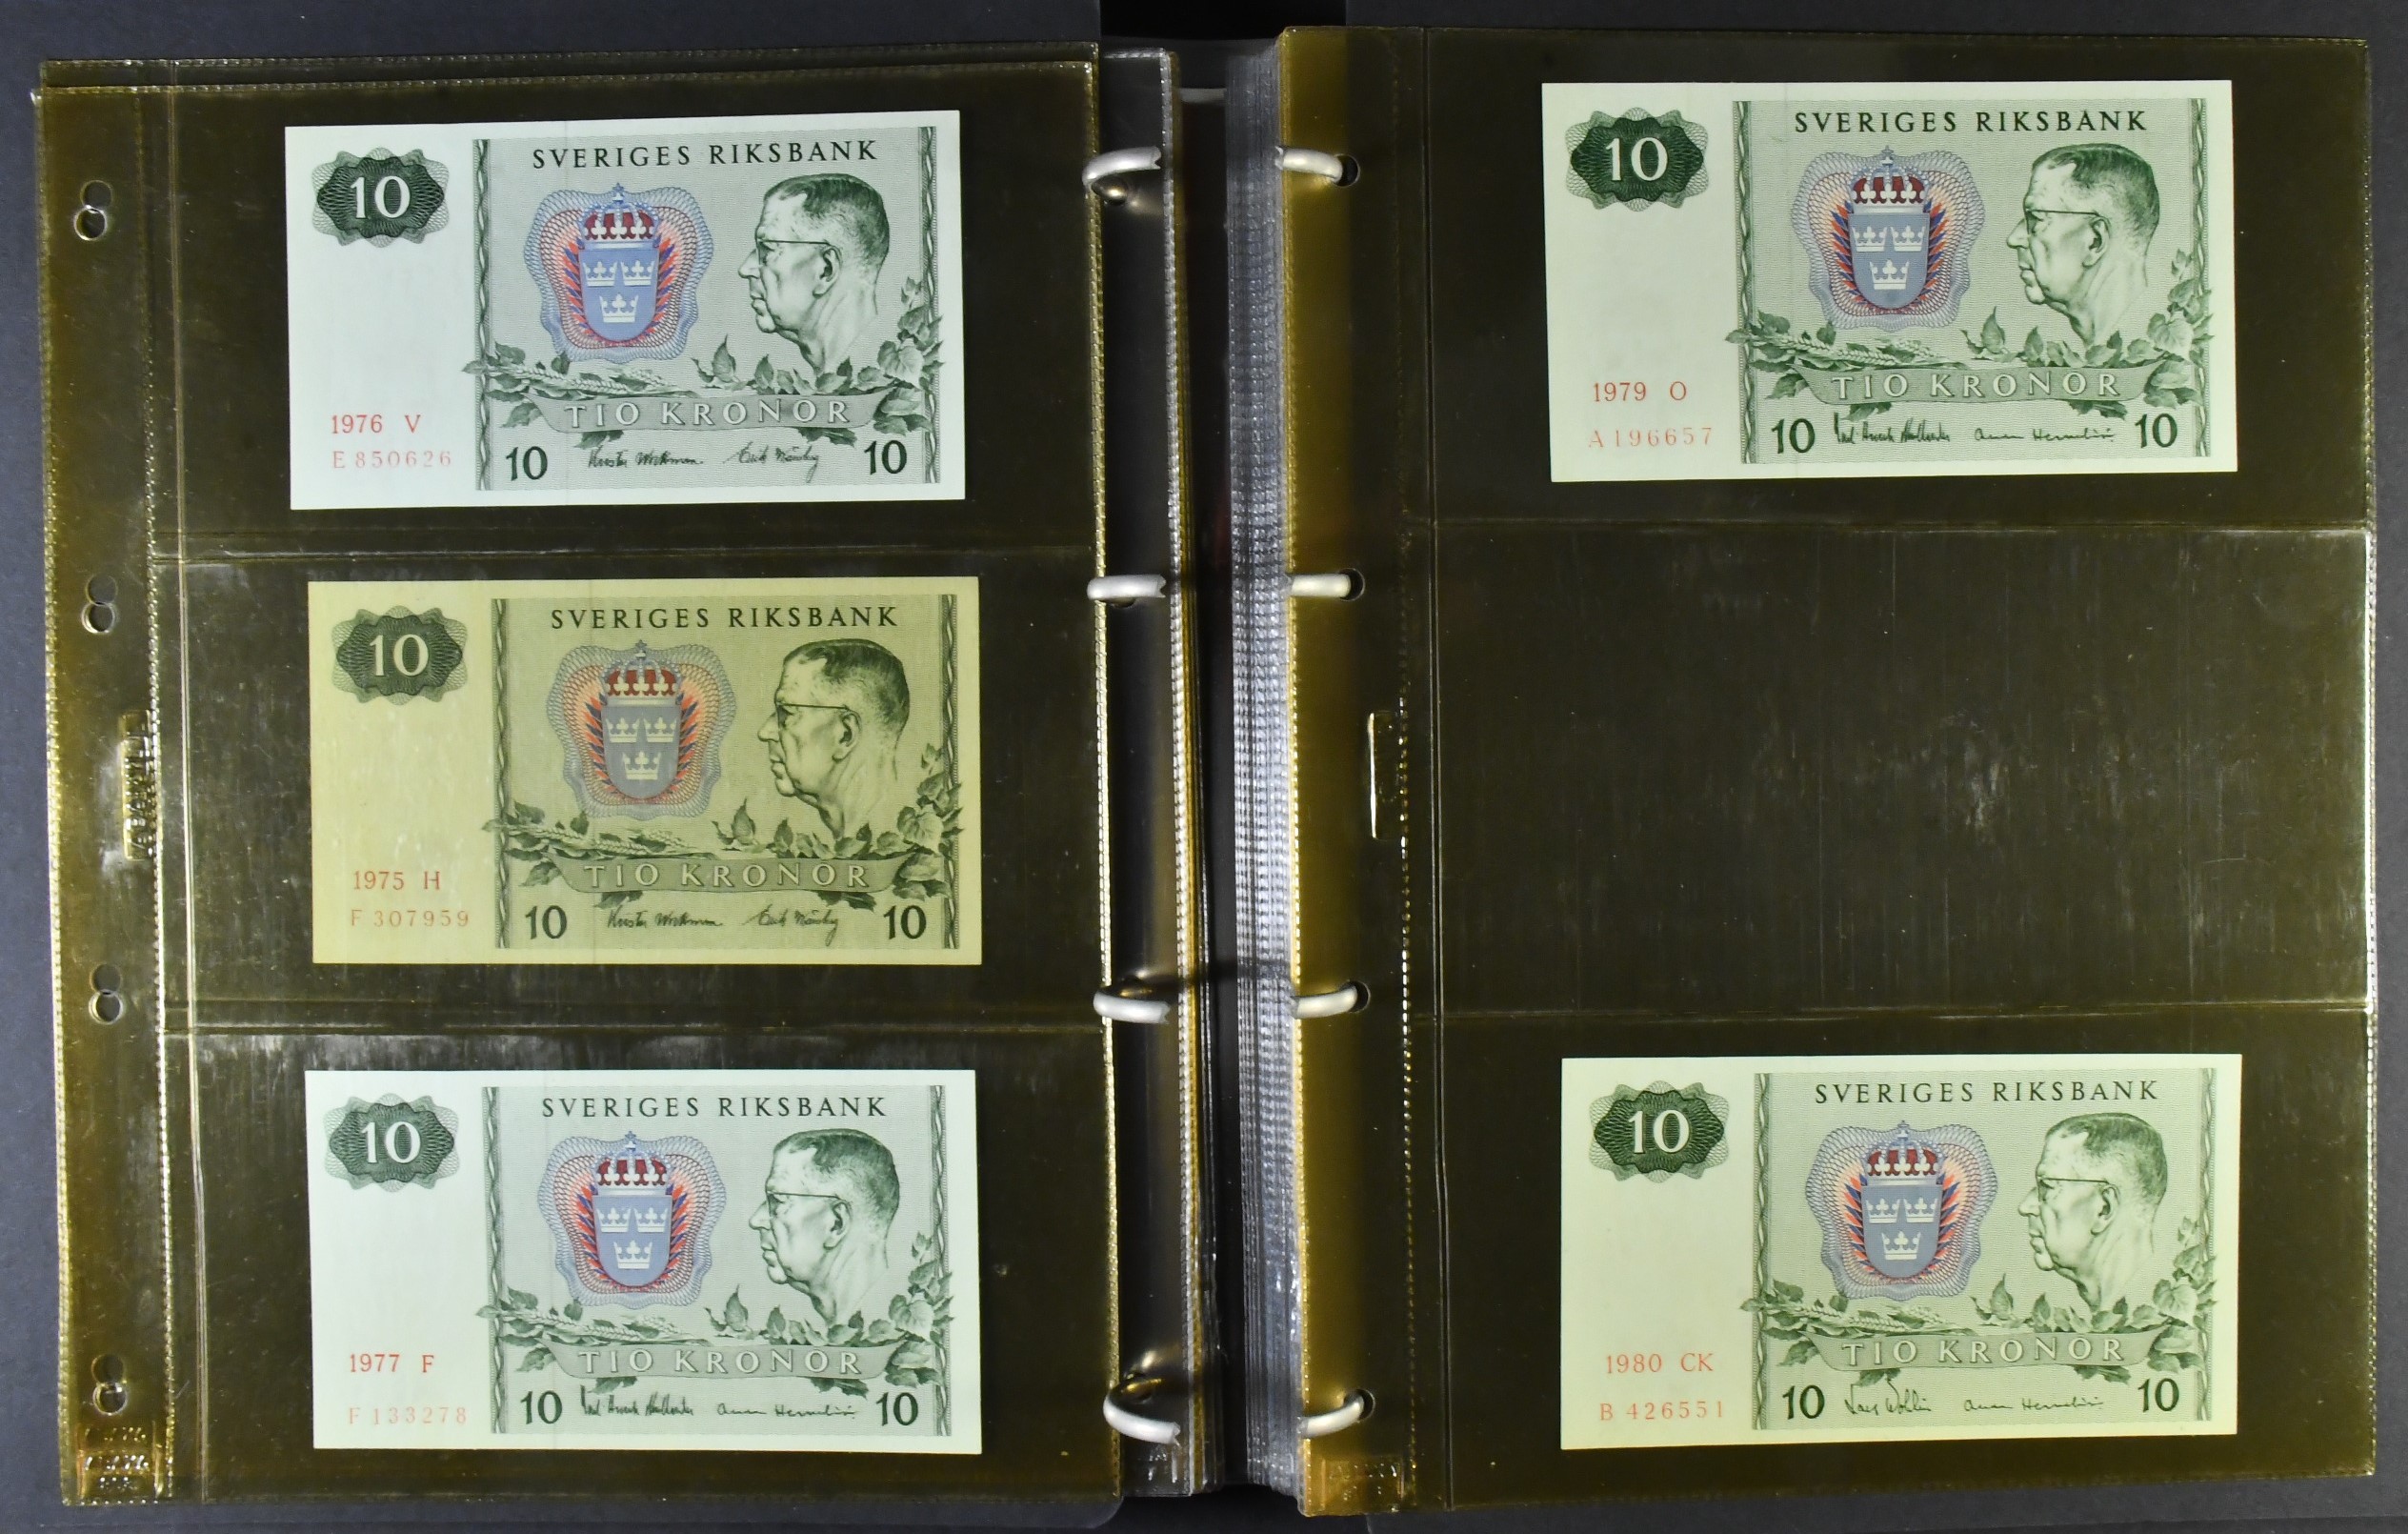 10
SVERIGES RIKSBANK
1976 V
E 850626
TIO KRONOR
10 10
10
SVERIGES RIKSBANK
1975 H
F 307959
TIO KRONOR
10 10
10
SVERIGES RIKSBANK
1977 F
F 133278
TIO KRONOR
10 10
10
SVERIGES RIKSBANK
1979 O
A 196657
TIO KRONOR
10 10
10
SVERIGES RIKSBANK
1980 CK
B 426551
TIO KRONOR
10 10